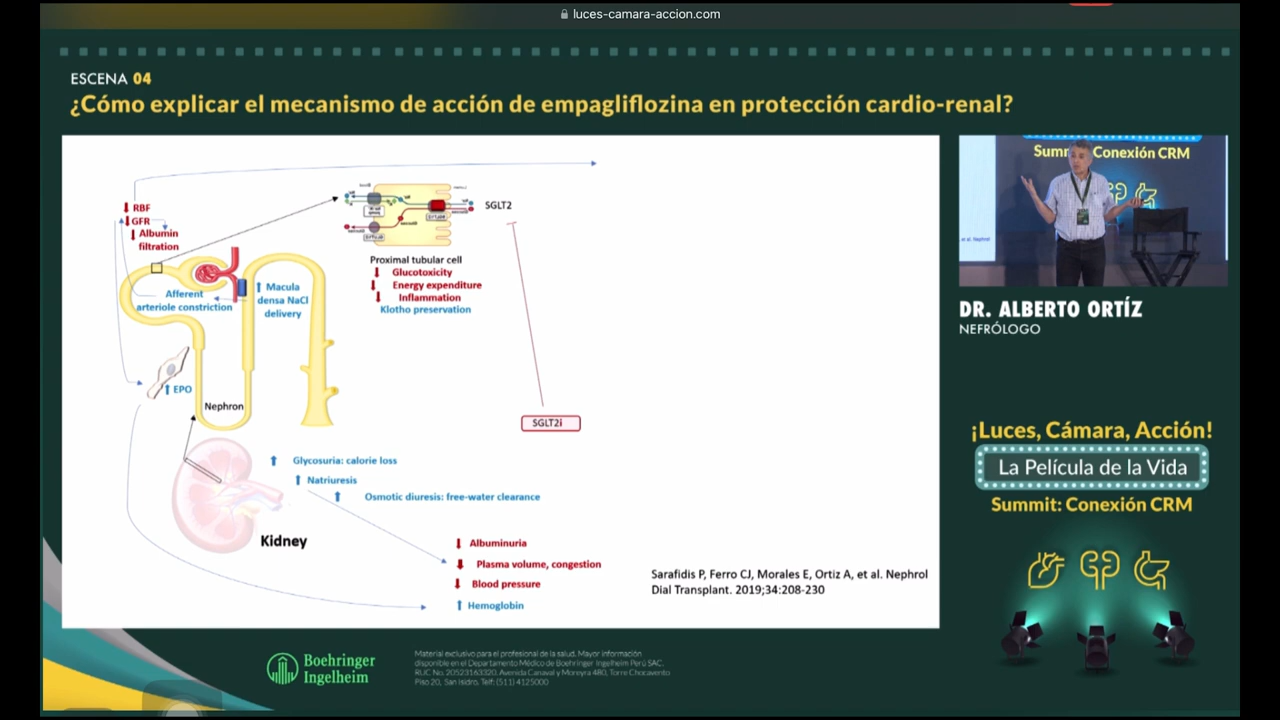 luces-camara-accion.com
ESCENA 04
¿Cómo explicar el mecanismo de acción de empagliflozina en protección cardio-renal?
RBF
GFR
Albumin
filtration
SGLT2
Proximal tubular cell
Glucotoxicity
Energy expenditure
Inflammation
Klotho preservation
Afferent
arteriole constriction
Macula
densa NaCl
delivery
EPO
Nephron
SGLT2i
Glycosuria: calorie loss
Natriuresis
Osmotic diuresis: free-water clearance
Kidney
Albuminuria
Plasma volume, congestion
Blood pressure
Hemoglobin
Sarafidis P, Ferro CJ, Morales E, Ortiz A, et al. Nephrol
Dial Transplant. 2019;34:208-230
Summ
Conexión CRM
et al. Nephrol
DR. ALBERTO ORTÍZ
NEFRÓLOGO
¡Luces, Cámara, Acción!
La Película de la Vida
Summit: Conexión CRM
Boehringer
Ingelheim
Material exclusivo para el profesional de la salud. Mayor información
disponible en el Departamento Médico de Boehringer Ingelheim Perú SAC.
RUC No. 20523163320. Avenida Canaval y Moreyra 480, Torre Chocavento
Piso 20, San Isidro. Telf: (511) 4125000